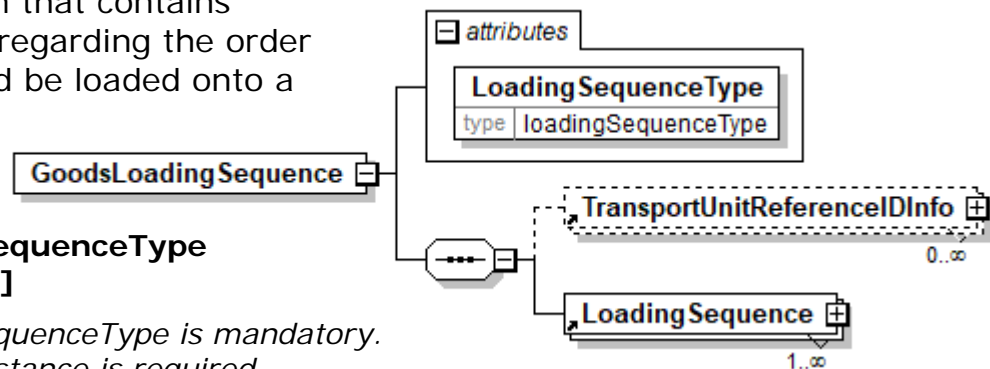 that contains
regarding the order
be loaded onto a
attributes
LoadingSequenceType
type loadingSequenceType
GoodsLoadingSequence
TransportUnitReferenceIDInfo
0..∞
equenceType
]
quenceType is mandatory.
stance is required
LoadingSequence
1..∞